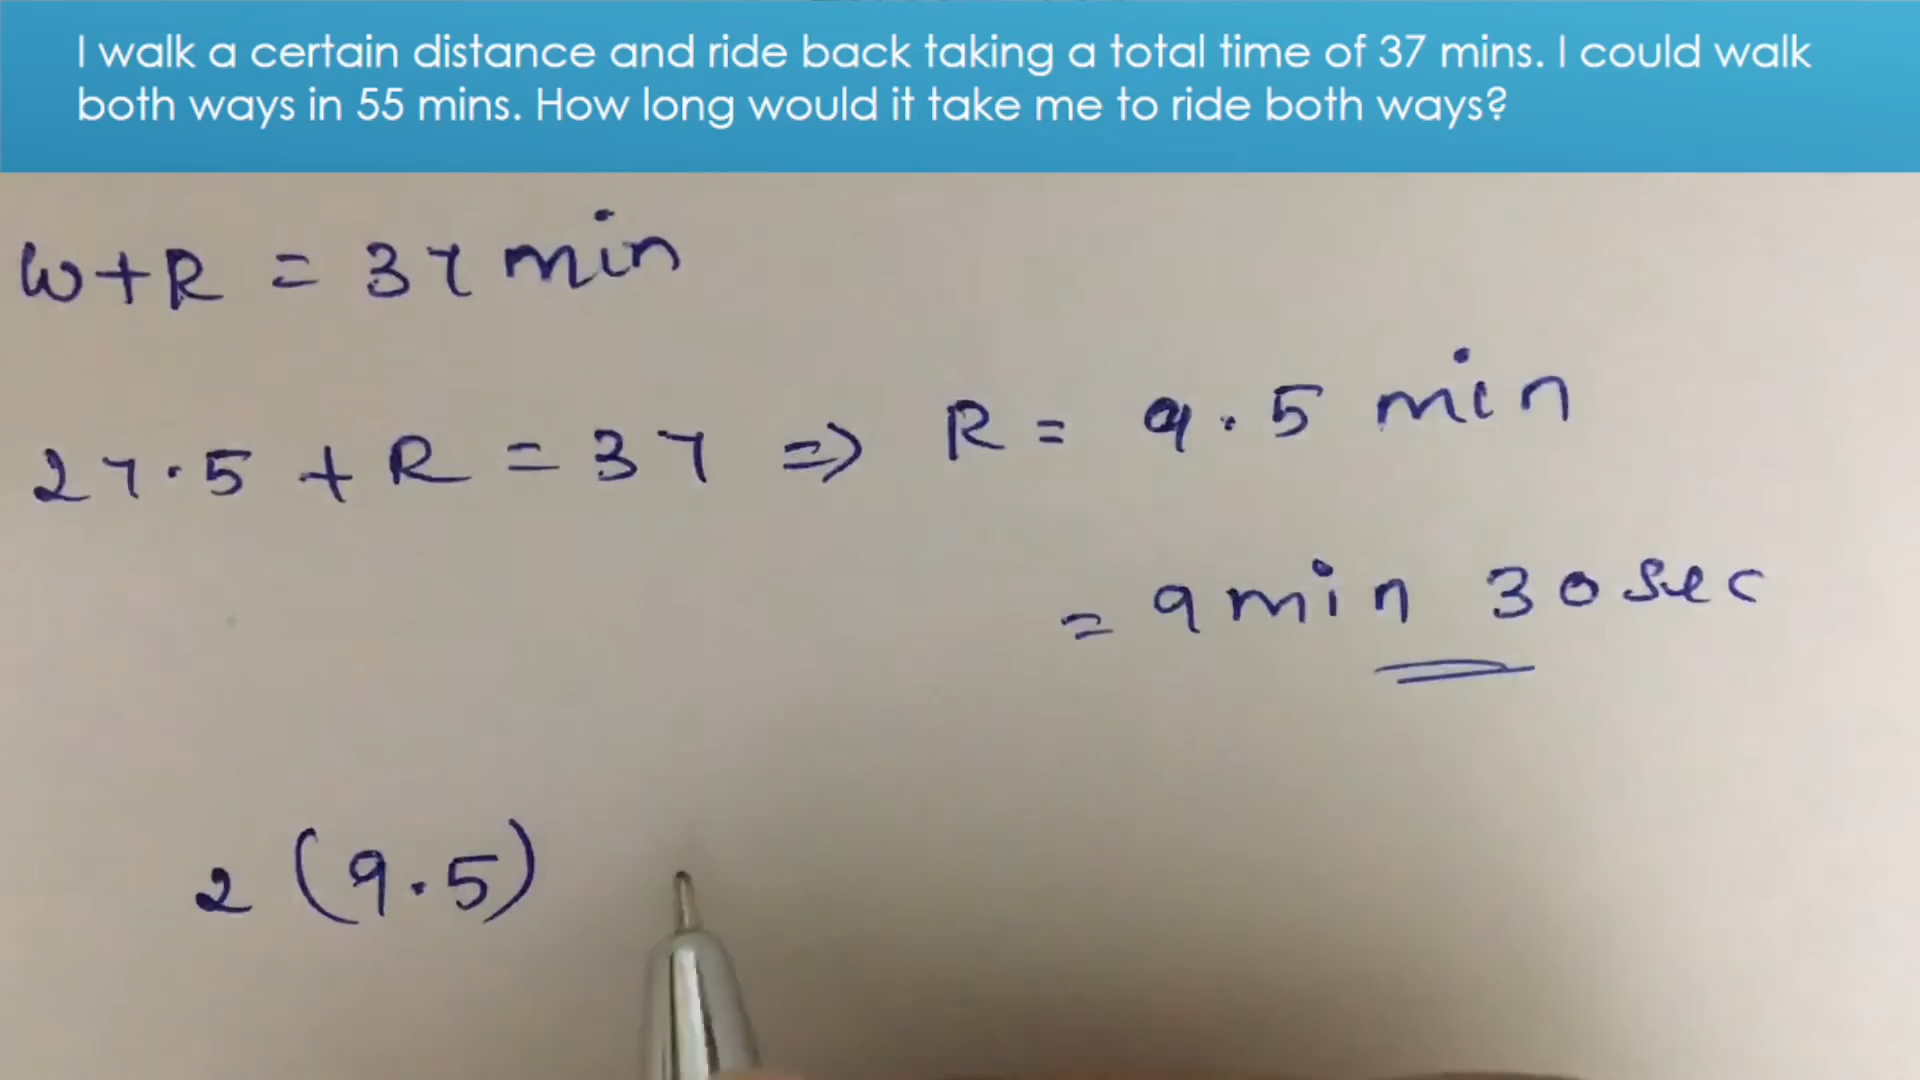 I walk a certain distance and ride back taking a total time of 37 mins. I could walk
both ways in 55 mins. How long would it take me to ride both ways?
W+R = 37 min
27.5 + R = 37 => R = 9.5 min
= 9 min 30 sec
2 (9.5)